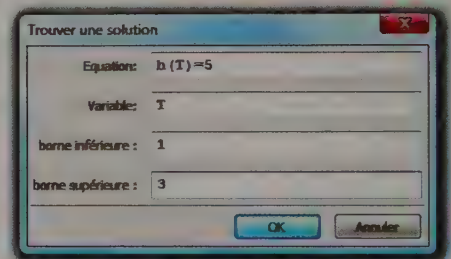 Trouver une solution
Equation: h(T)=5
Variable: T
borne inférieure : 1
borne supérieure : 3
OK Annuler